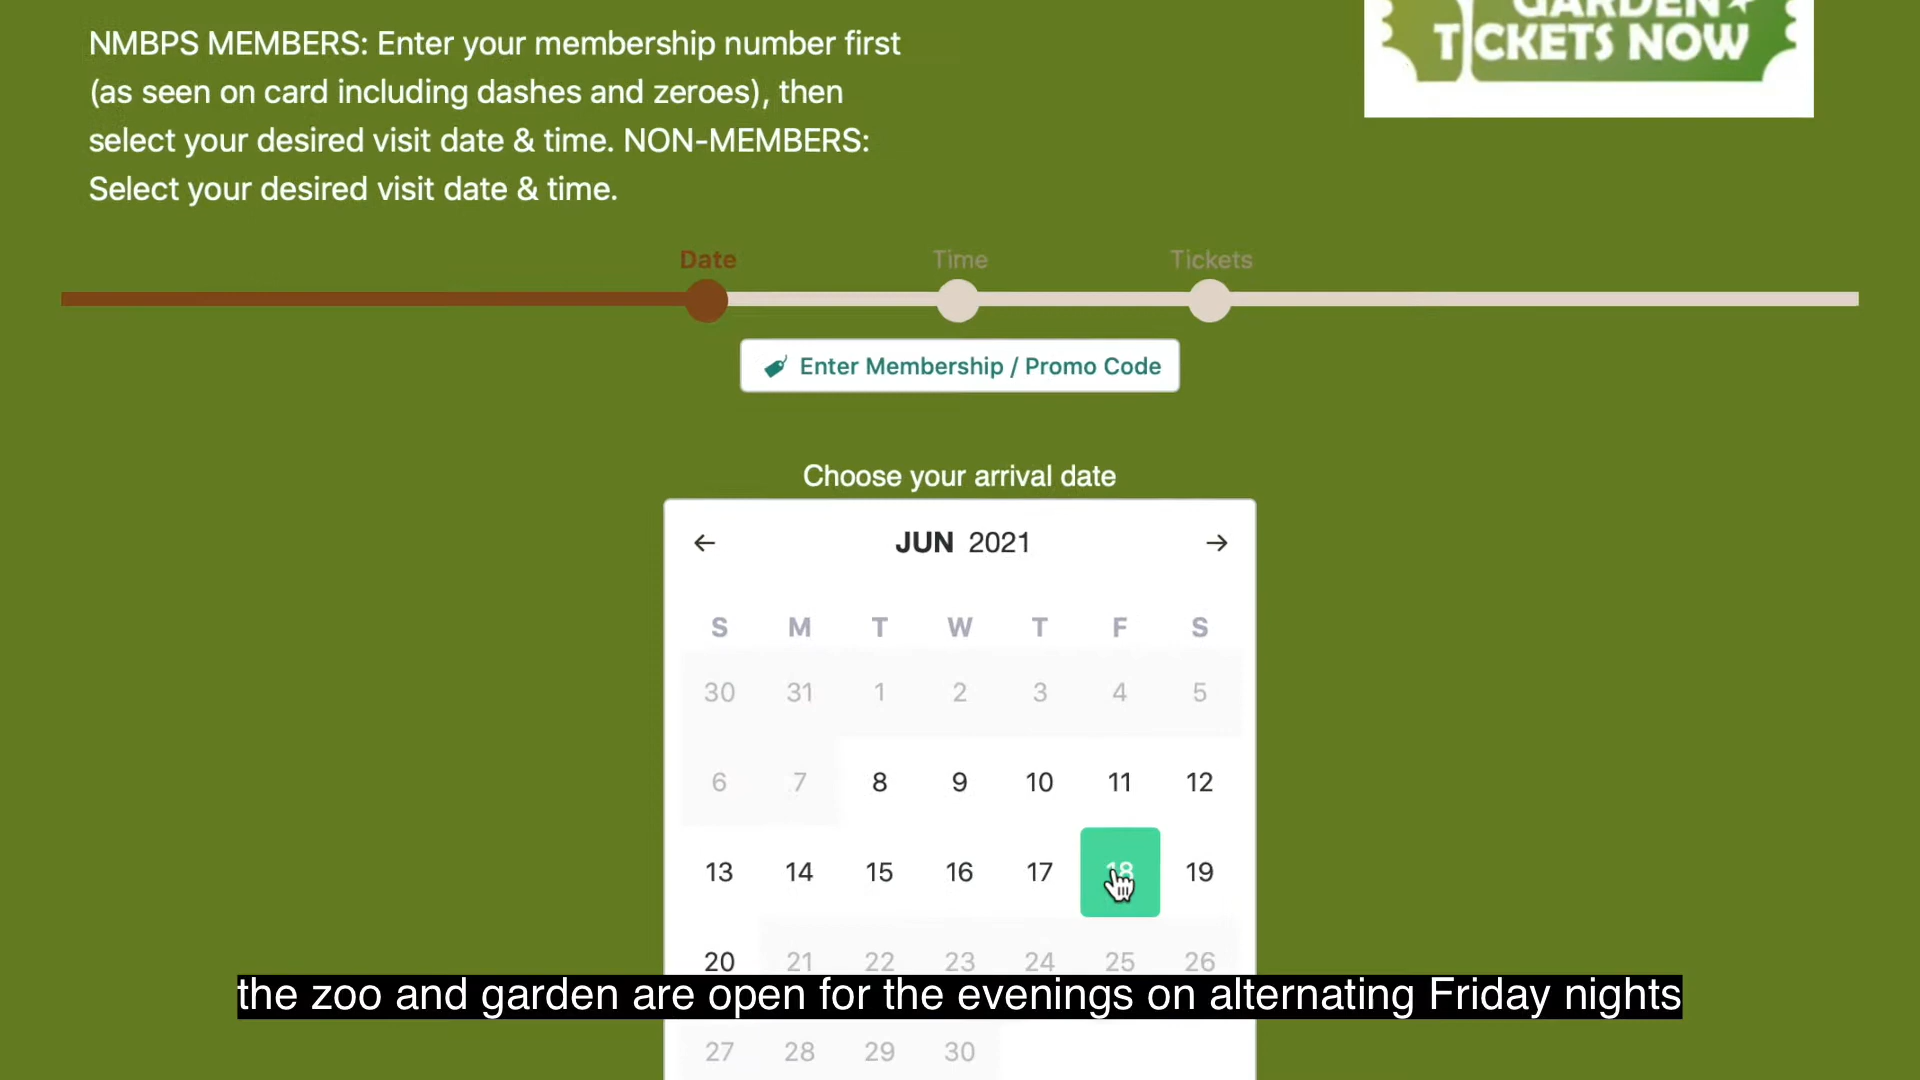 NMBPS MEMBERS: Enter your membership number first
(as seen on card including dashes and zeroes), then
select your desired visit date & time. NON-MEMBERS:
Select your desired visit date & time.
GARDEN
TICKETS NOW
Date Time Tickets
Enter Membership / Promo Code
Choose your arrival date
← JUN 2021 →
S M T W T F S
30 31 1 2 3 4 5
6 7 8 9 10 11 12
13 14 15 16 17 18 19
20 21 22 23 24 25 26
the zoo and garden are open for the evenings on alternating Friday nights
27 28 29 30